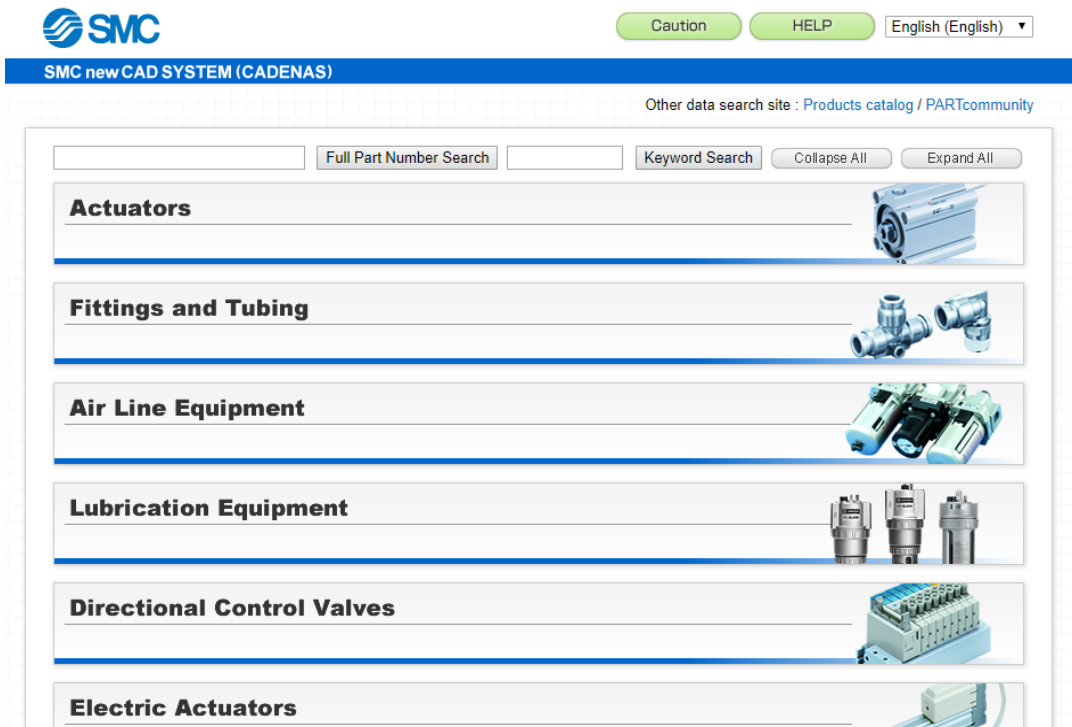 SMC
Caution
HELP
English (English)
SMC new CAD SYSTEM (CADENAS)
Other data search site : Products catalog / PARTcommunity
Full Part Number Search
Keyword Search
Collapse All
Expand All
Actuators
Fittings and Tubing
Air Line Equipment
Lubrication Equipment
Directional Control Valves
Electric Actuators